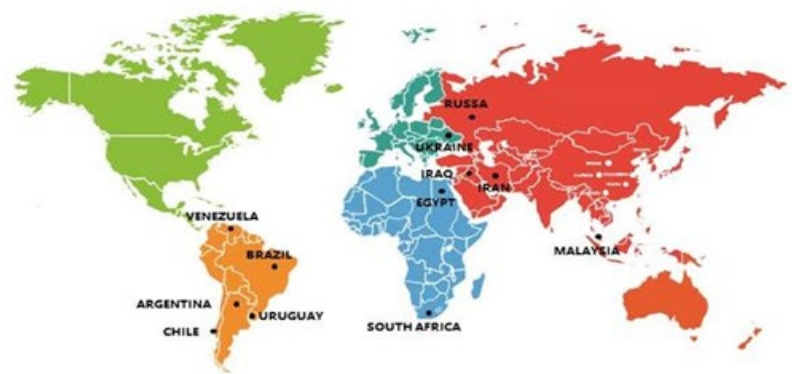 RUSSA
UKRAINE
IRAQ
IRAN
EGYPT
VENEZUELA
BRAZIL
MALAYSIA
ARGENTINA
URUGUAY
SOUTH AFRICA
CHILE